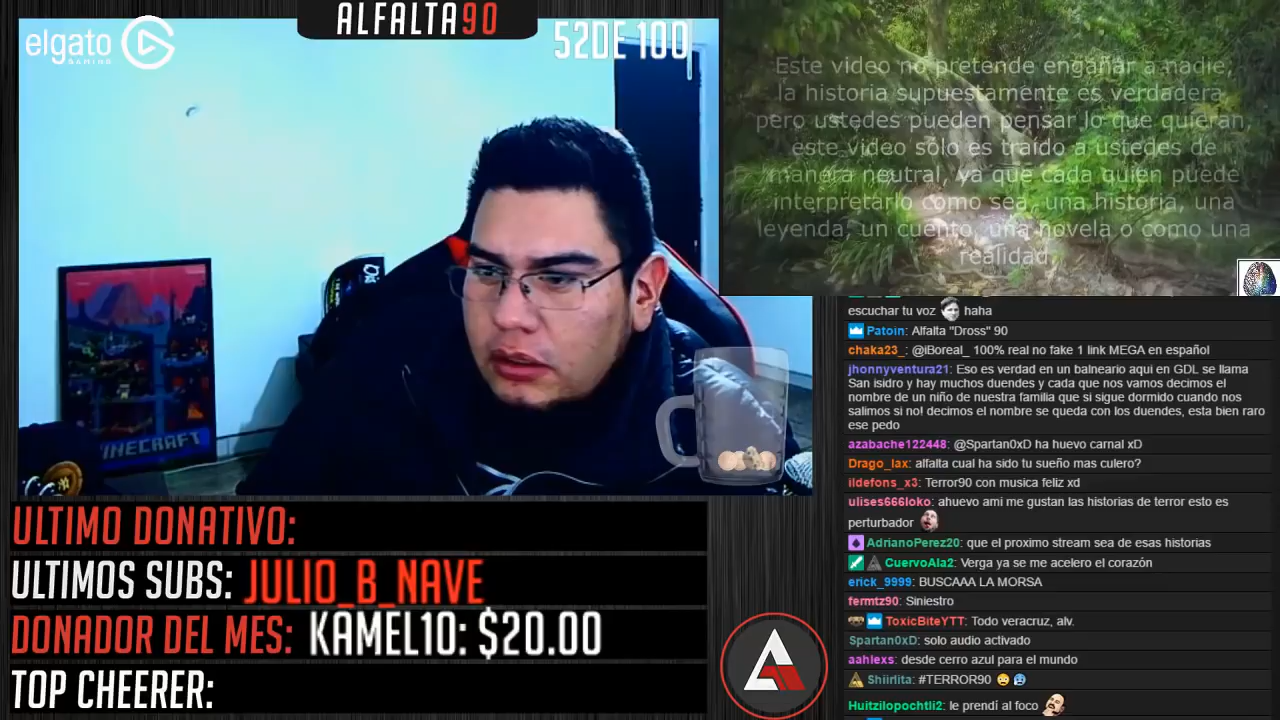 elgato
GAMING
ALFALTA90
52DE 100
Este video no pretende engañar a nadie,
la historia supuestamente es verdadera
pero ustedes pueden pensar lo que quieran,
este video solo es traído a ustedes de
manera neutral, ya que cada quien puede
interpretarlo como sea, una historia, una
leyenda, un cuento, una novela o como una
realidad.
MINECRAFT
escuchar tu voz haha
Patoin: Alfalta "Dross" 90
chaka23_: @iBoreal_ 100% real no fake 1 link MEGA en español
jhonnyventura21: Eso es verdad en un balneario aqui en GDL se llama
San isidro y hay muchos duendes y cada que nos vamos decimos el
nombre de un niño de nuestra familia que si sigue dormido cuando nos
salimos si no! decimos el nombre se queda con los duendes, esta bien raro
ese pedo
azabache122448: @Spartan0xD ha huevo carnal xD
Drago_lax: alfalta cual ha sido tu sueño mas culero?
ildefons_x3: Terror90 con musica feliz xd
ulises666loko: ahuevo ami me gustan las historias de terror esto es
perturbador
AdrianoPerez20: que el proximo stream sea de esas historias
CuervoAla2: Verga ya se me acelero el corazón
erick_9999: BUSCAAA LA MORSA
fermtz90: Siniestro
ToxicBiteYTT: Todo veracruz, alv.
Spartan0xD: solo audio activado
aahlexs: desde cerro azul para el mundo
Shiirlita: #TERROR90
Huitzilopochtli2: le prendí al foco
ULTIMO DONATIVO:
ULTIMOS SUBS: JULIO_B_NAVE
DONADOR DEL MES: KAMEL10: $20.00
TOP CHEERER: